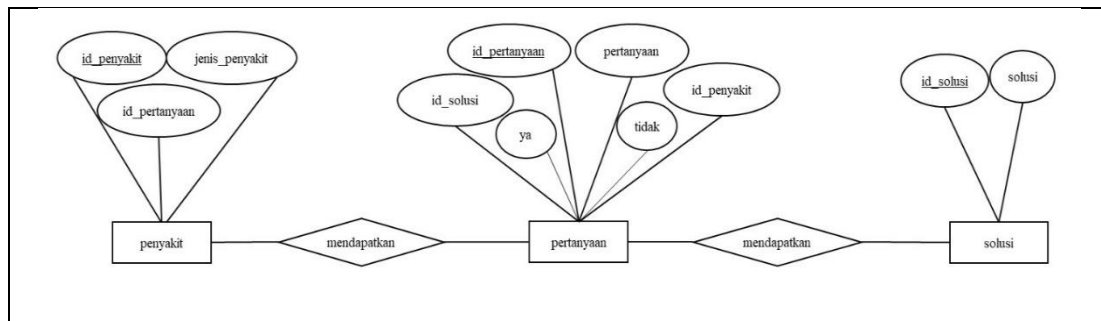 id_penyakit
jenis_penyakit
id_pertanyaan
id_pertanyaan
pertanyaan
id_solusi
id_penyakit
ya
tidak
id_solusi
solusi
penyakit
mendapatkan
pertanyaan
mendapatkan
solusi